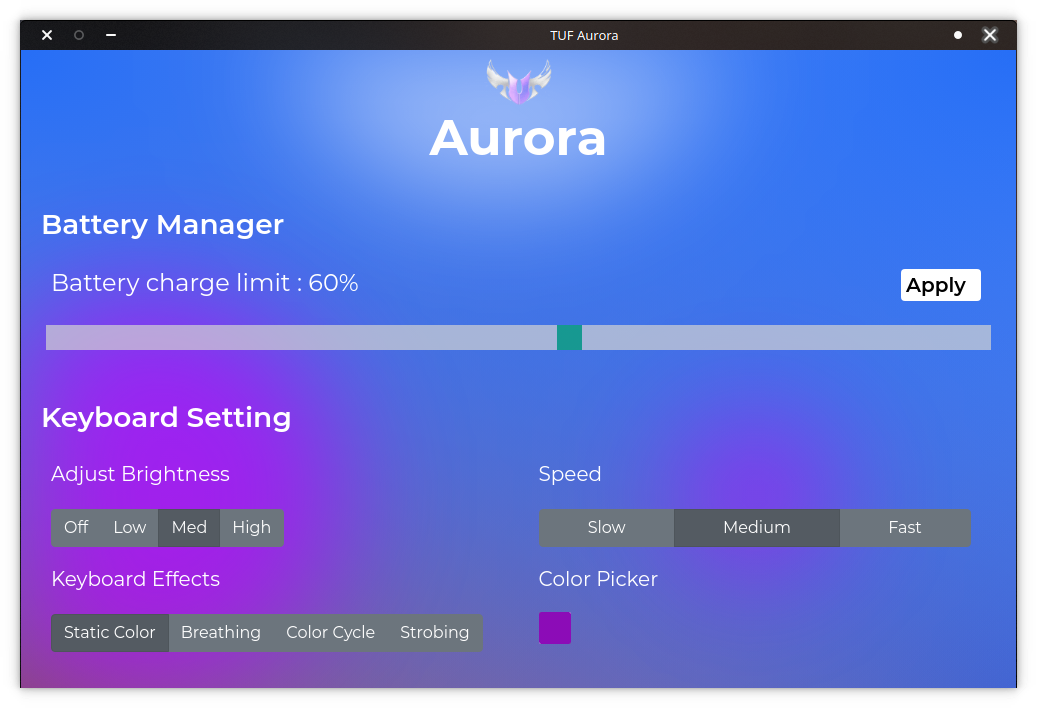 TUF Aurora
Aurora
Battery Manager
Battery charge limit : 60%
Apply
Keyboard Setting
Adjust Brightness
Speed
Off Low Med High
Slow Medium Fast
Keyboard Effects
Color Picker
Static Color Breathing Color Cycle Strobing